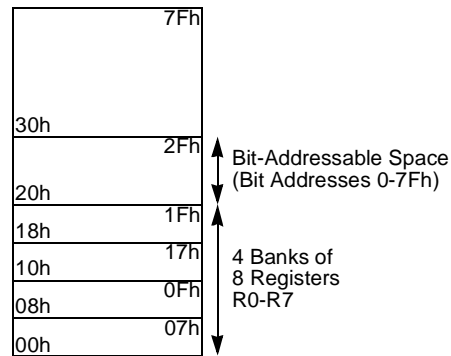 7Fh
30h
2Fh
Bit-Addressable Space
(Bit Addresses 0-7Fh)
20h
1Fh
18h
17h
4 Banks of
8 Registers
R0-R7
10h
0Fh
08h
07h
00h